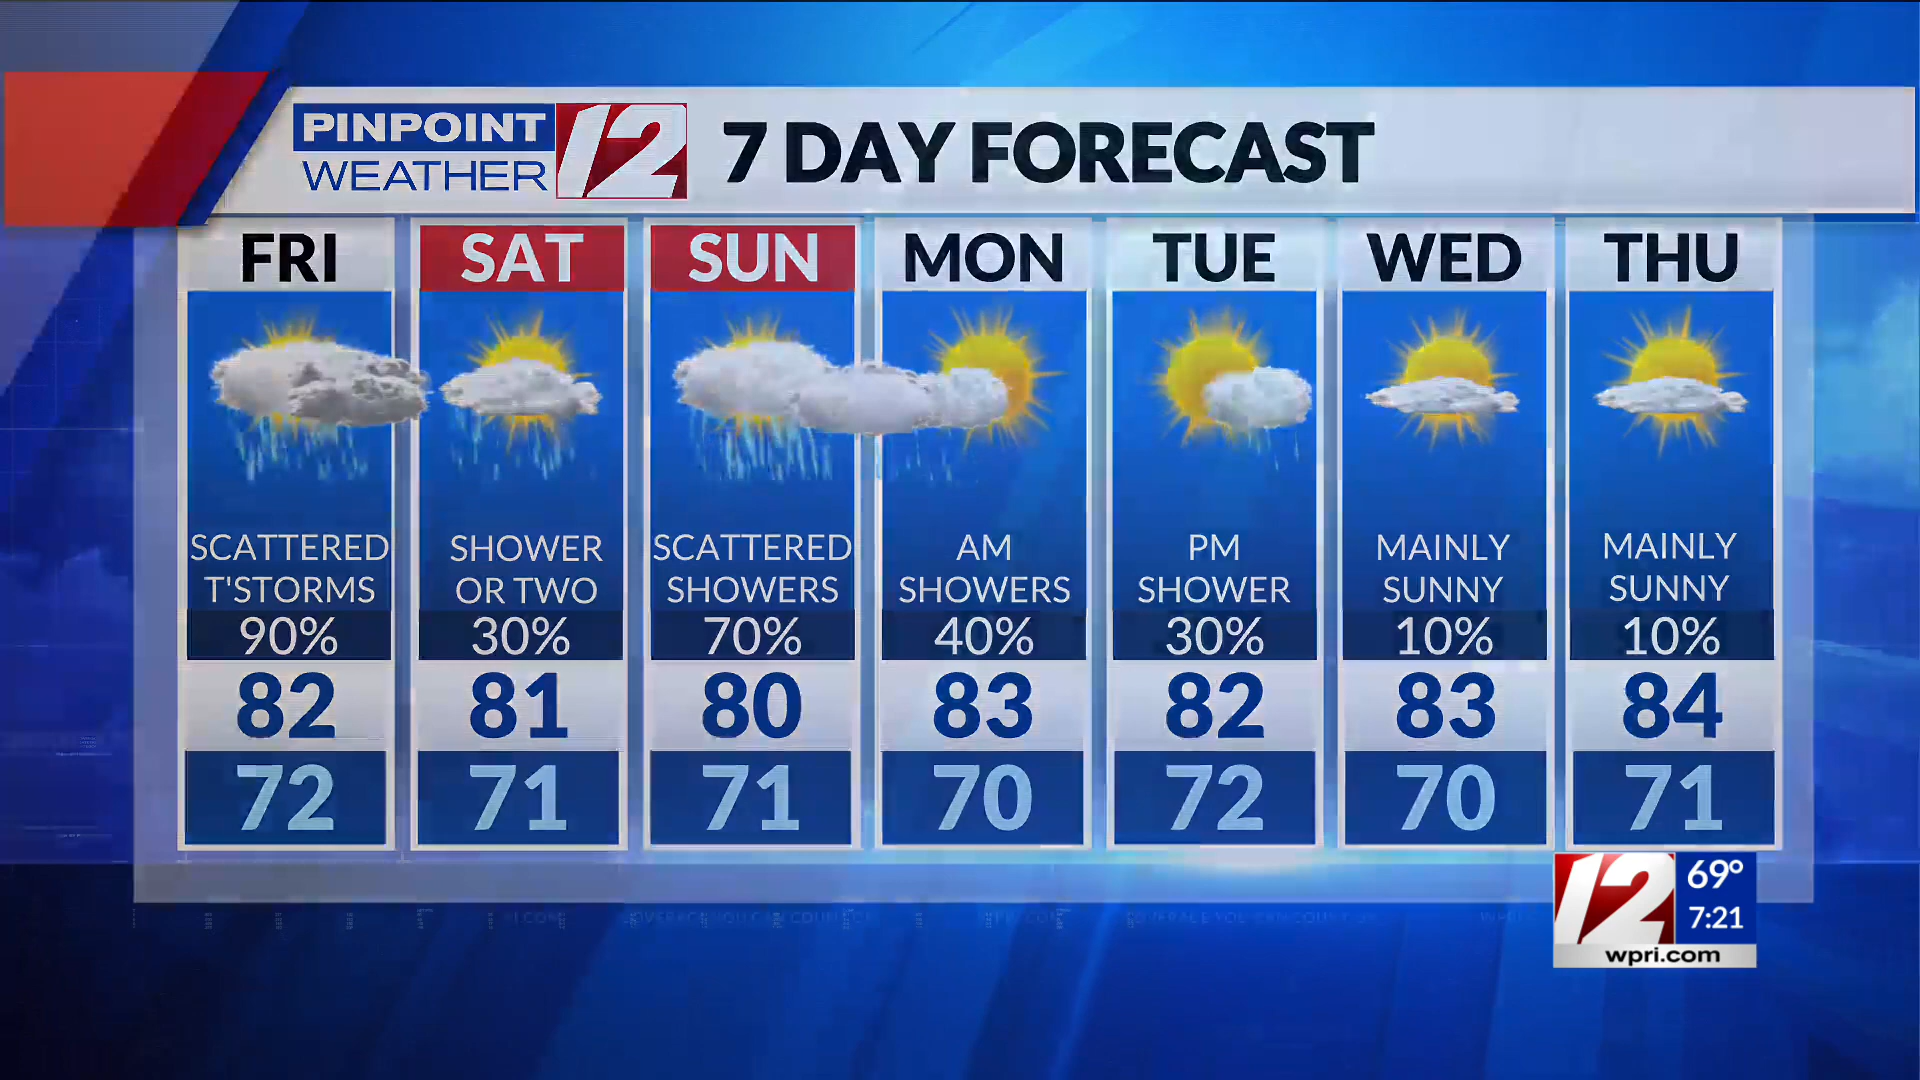 PINPOINT
WEATHER 12
7 DAY FORECAST
FRI
SCATTERED
T'STORMS
90%
82
72
SAT
SHOWER
OR TWO
30%
81
71
SUN
SCATTERED
SHOWERS
70%
80
71
MON
AM
SHOWERS
40%
83
70
TUE
PM
SHOWER
30%
82
72
WED
MAINLY
SUNNY
10%
83
70
THU
MAINLY
SUNNY
10%
84
71
12
69°
7:21
wpri.com